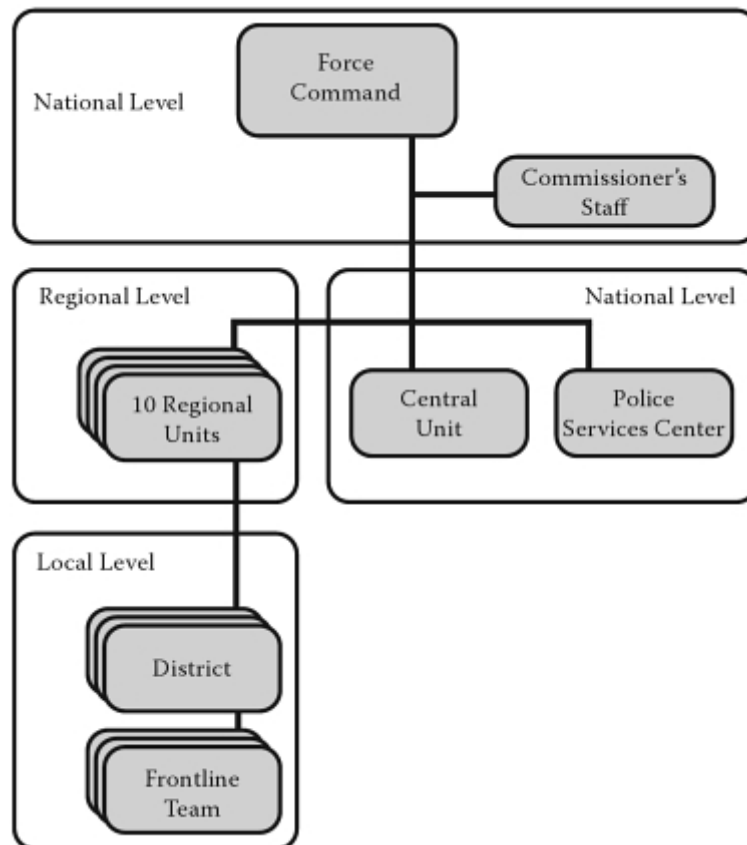 Force
Command
National Level
Commissioner's
Staff
Regional Level
National Level
10 Regional
Units
Central
Unit
Police
Services Center
Local Level
District
Frontline
Team